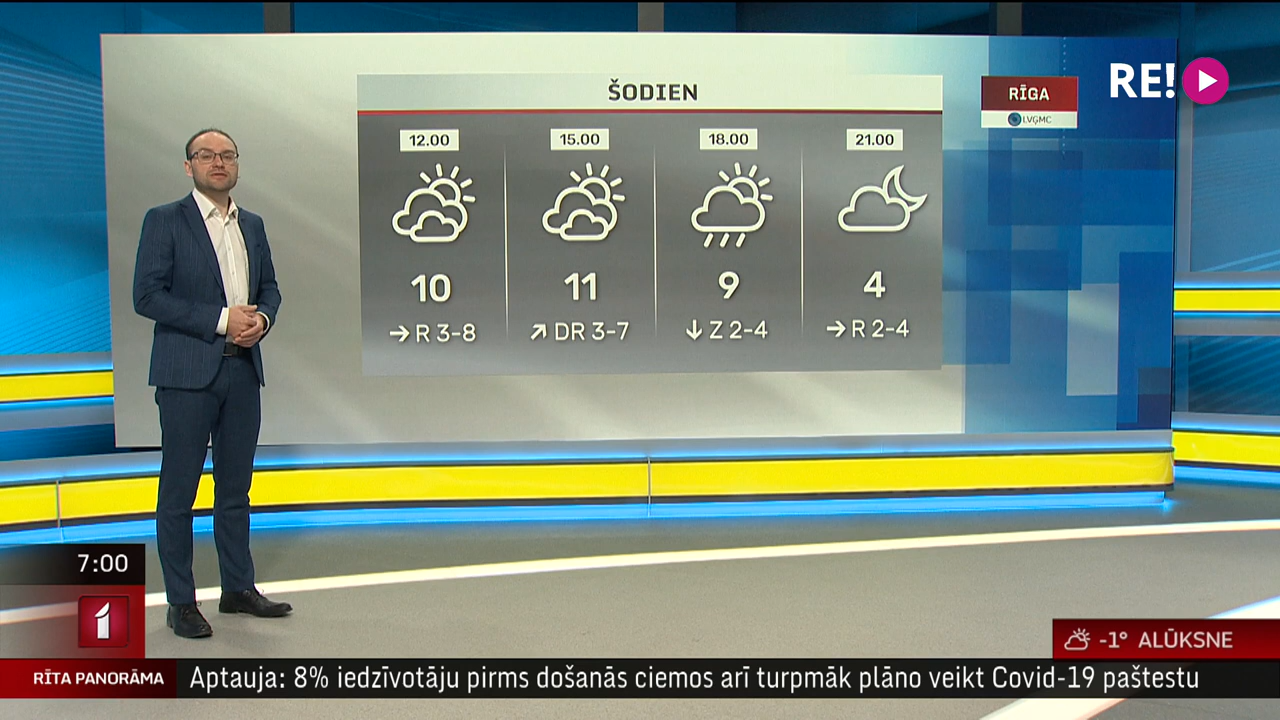 ŠODIEN
RE!
RĪGA
LVĢMC
12.00
15.00
18.00
21.00
10
11
9
4
R 3-8
DR 3-7
Z 2-4
R 2-4
7:00
1
-1° ALŪKSNE
RĪTA PANORĀMA
Aptauja: 8% iedzīvotāju pirms došanās ciemos arī turpmāk plāno veikt Covid-19 paštestu